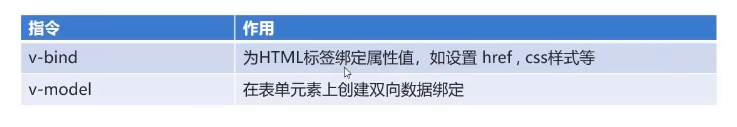 指令 作用
v-bind 为HTML标签绑定属性值，如设置 href , css样式等
v-model 在表单元素上创建双向数据绑定